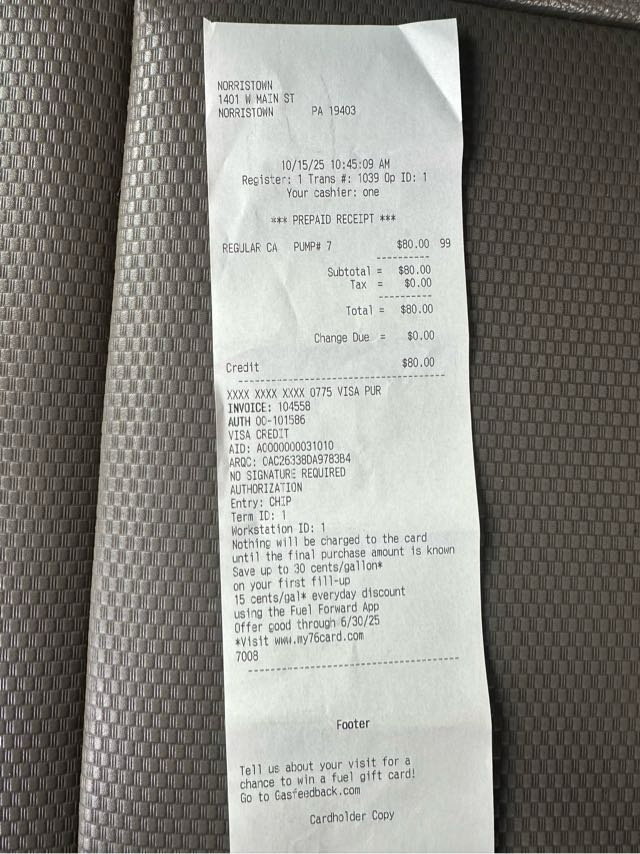 NORRISTOWN
1401 W MAIN ST
NORRISTOWN PA 19403
10/15/25 10:45:09 AM
Register: 1 Trans #: 1039 Op ID: 1
Your cashier: one
*** PREPAID RECEIPT ***
REGULAR CA PUMP# 7 $80.00 99
----------
Subtotal = $80.00
Tax = $0.00
----------
Total = $80.00
Change Due = $0.00
Credit $80.00
----------------------------------------
XXXX XXXX XXXX 0775 VISA PUR
INVOICE: 104558
AUTH 00-101586
VISA CREDIT
AID: A0000000031010
ARQC: OAC26338DA9783B4
NO SIGNATURE REQUIRED
AUTHORIZATION
Entry: CHIP
Term ID: 1
Workstation ID: 1
Nothing will be charged to the card
until the final purchase amount is known
Save up to 30 cents/gallon*
on your first fill-up
15 cents/gal* everyday discount
using the Fuel Forward App
Offer good through 6/30/25
*Visit www.my76card.com
7008
----------------------------------------
Footer
Tell us about your visit for a
chance to win a fuel gift card!
Go to Gasfeedback.com
Cardholder Copy